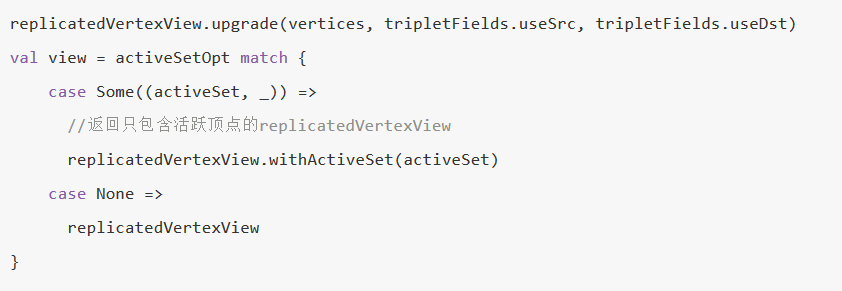 replicatedVertexView.upgrade(vertices, tripletFields.useSrc, tripletFields.useDst)
val view = activeSetOpt match {
case Some((activeSet, _)) =>
//返回只包含活跃顶点的replicatedVertexView
replicatedVertexView.withActiveSet(activeSet)
case None =>
replicatedVertexView
}